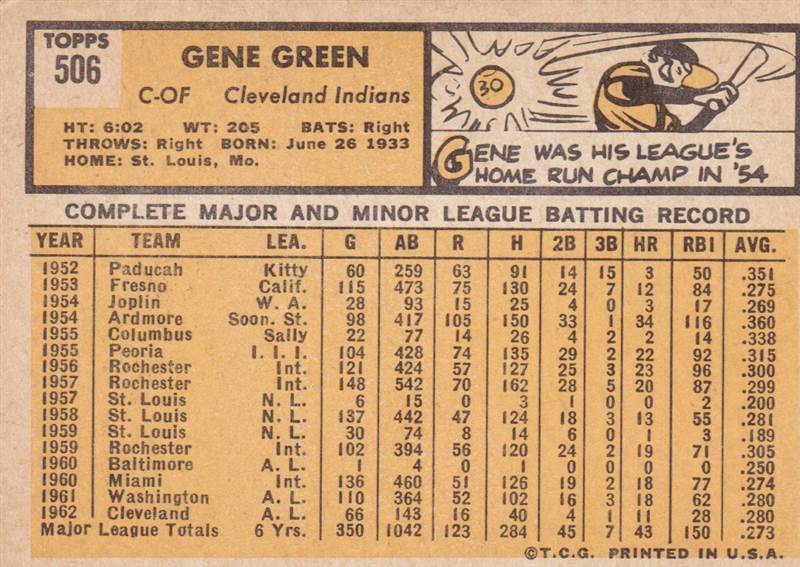 TOPPS
506
GENE GREEN
C-OF Cleveland Indians
HT: 6:02 WT: 205 BATS: Right
THROWS: Right BORN: June 26 1933
HOME: St. Louis, Mo.
30
GENE WAS HIS LEAGUE'S
HOME RUN CHAMP IN '54
COMPLETE MAJOR AND MINOR LEAGUE BATTING RECORD
YEAR TEAM LEA. G AB R H 2B 3B HR RBI AVG.
1952 Paducah Kitty 60 259 63 91 14 15 3 50 .351
1953 Fresno Calif. 115 473 75 130 24 7 12 84 .275
1954 Joplin W. A. 28 93 15 25 4 0 3 17 .269
1954 Ardmore Soon. St. 98 417 105 150 33 1 34 116 .360
1955 Columbus Sally 22 77 14 26 4 2 2 14 .338
1955 Peoria I. I. I. 104 428 74 135 29 2 22 92 .315
1956 Rochester Int. 121 424 57 127 25 3 23 96 .300
1957 Rochester Int. 148 542 70 162 28 5 20 87 .299
1957 St. Louis N. L. 6 15 0 3 1 0 0 2 .200
1958 St. Louis N. L. 137 442 47 124 18 3 13 55 .281
1959 St. Louis N. L. 30 74 8 14 6 0 1 3 .189
1959 Rochester Int. 102 394 56 120 24 2 19 71 .305
1960 Baltimore A. L. 1 4 0 1 0 0 0 0 .250
1960 Miami Int. 136 460 51 126 19 2 18 77 .274
1961 Washington A. L. 110 364 52 102 16 3 18 62 .280
1962 Cleveland A. L. 66 143 16 40 4 1 11 28 .280
Major League Totals 6 Yrs. 350 1042 123 284 45 7 43 150 .273
©T.C.G. PRINTED IN U.S.A.